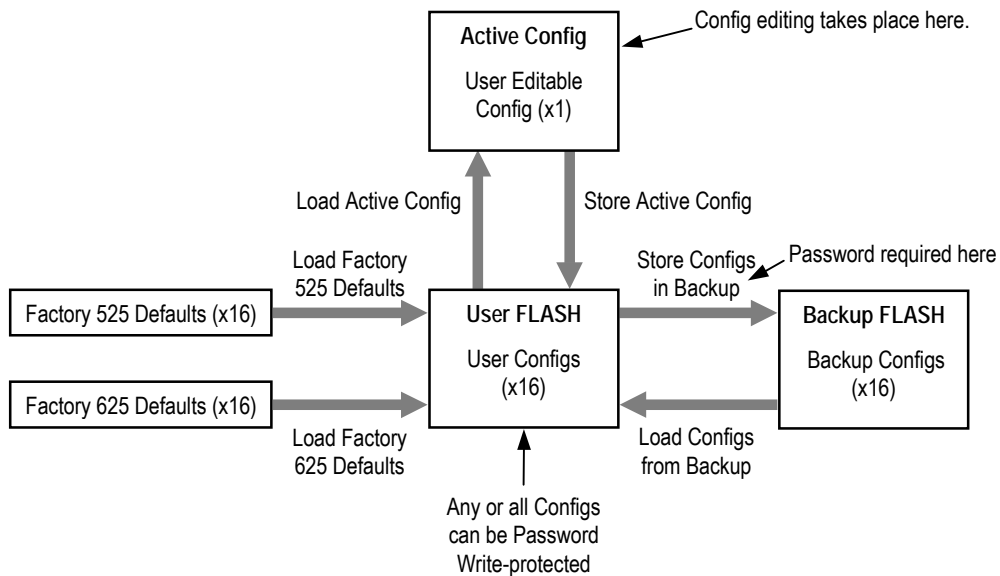 Active Config
User Editable
Config (x1)
Config editing takes place here.
Load Active Config
Store Active Config
Load Factory
525 Defaults
Store Configs
in Backup
Password required here
Factory 525 Defaults (x16)
User FLASH
User Configs
(x16)
Backup FLASH
Backup Configs
(x16)
Factory 625 Defaults (x16)
Load Factory
625 Defaults
Load Configs
from Backup
Any or all Configs
can be Password
Write-protected